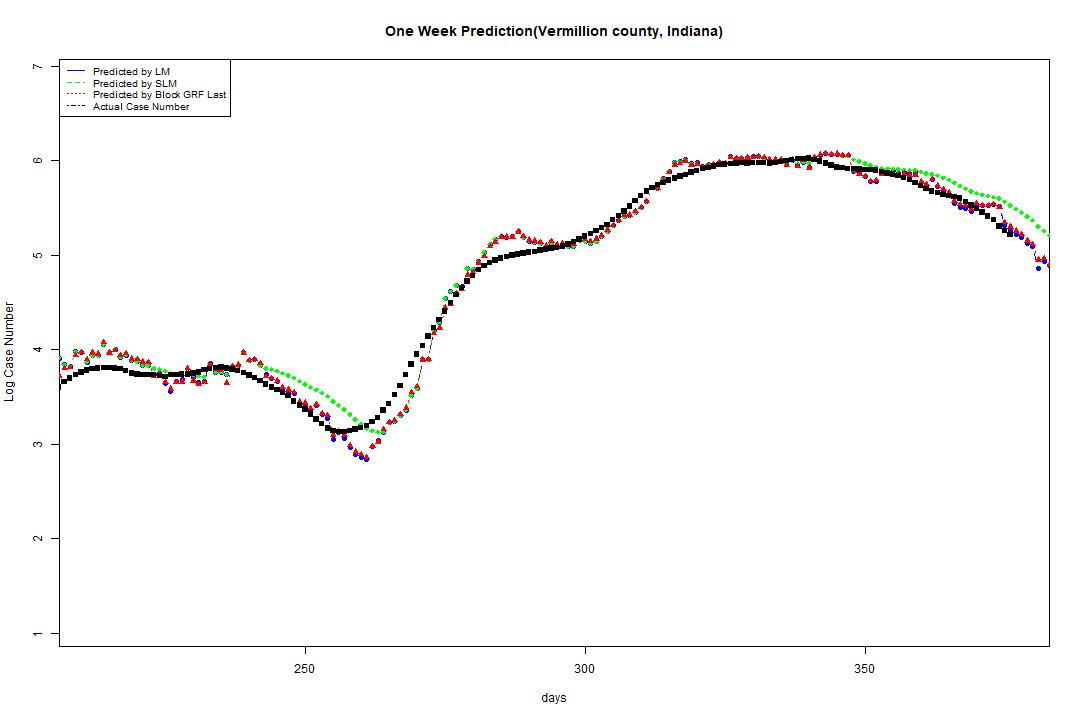 One Week Prediction(Vermillion county, Indiana)
Predicted by LM
Predicted by SLM
Predicted by Block GRF Last
Actual Case Number
7
6
5
4
3
2
1
Log Case Number
250 300 350
days